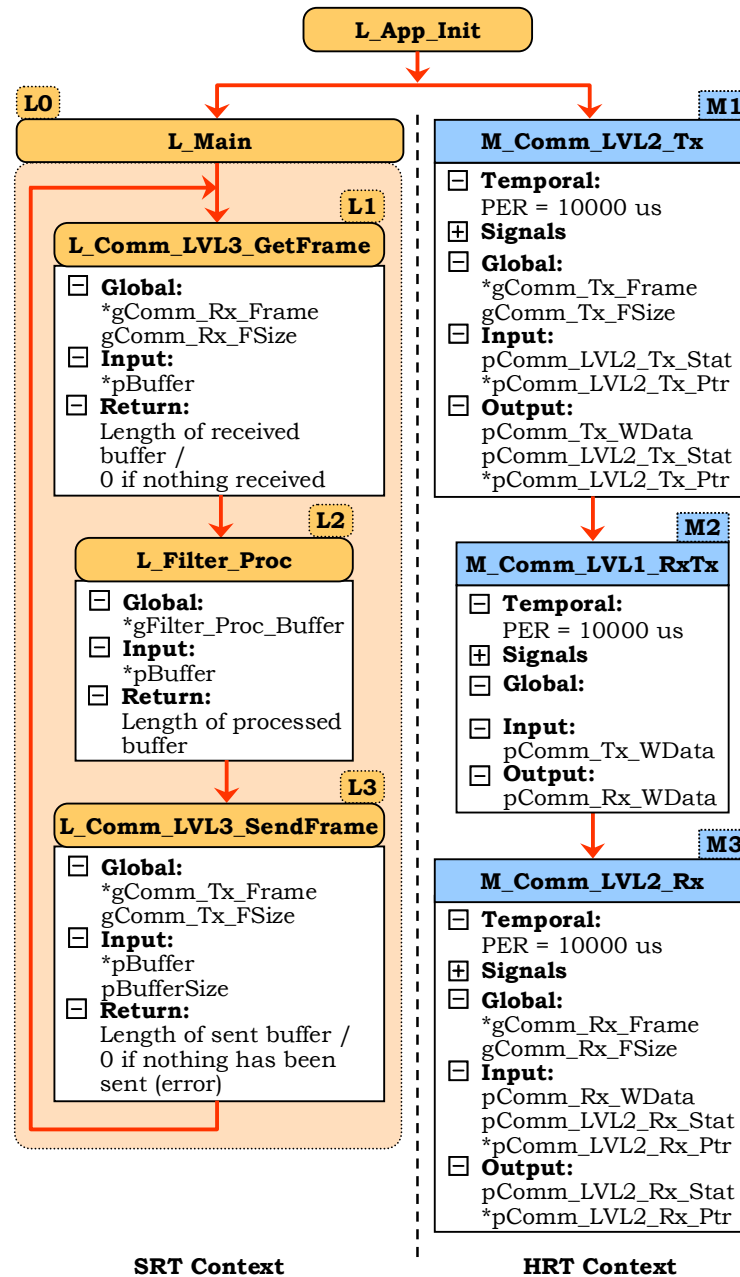 L_App_Init
L0
L_Main
L1
L_Comm_LVL3_GetFrame
Global:
*gComm_Rx_Frame
gComm_Rx_FSize
Input:
*pBuffer
Return:
Length of received
buffer /
0 if nothing received
L2
L_Filter_Proc
Global:
*gFilter_Proc_Buffer
Input:
*pBuffer
Return:
Length of processed
buffer
L3
L_Comm_LVL3_SendFrame
Global:
*gComm_Tx_Frame
gComm_Tx_FSize
Input:
*pBuffer
pBufferSize
Return:
Length of sent buffer /
0 if nothing has been
sent (error)
SRT Context
M1
M_Comm_LVL2_Tx
Temporal:
PER = 10000 us
Signals
Global:
*gComm_Tx_Frame
gComm_Tx_FSize
Input:
pComm_LVL2_Tx_Stat
*pComm_LVL2_Tx_Ptr
Output:
pComm_Tx_WData
pComm_LVL2_Tx_Stat
*pComm_LVL2_Tx_Ptr
M2
M_Comm_LVL1_RxTx
Temporal:
PER = 10000 us
Signals
Global:
Input:
pComm_Tx_WData
Output:
pComm_Rx_WData
M3
M_Comm_LVL2_Rx
Temporal:
PER = 10000 us
Signals
Global:
*gComm_Rx_Frame
gComm_Rx_FSize
Input:
pComm_Rx_WData
pComm_LVL2_Rx_Stat
*pComm_LVL2_Rx_Ptr
Output:
pComm_LVL2_Rx_Stat
*pComm_LVL2_Rx_Ptr
HRT Context